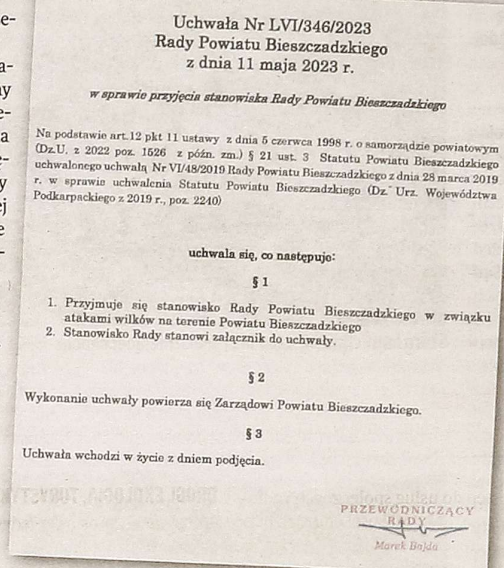 Uchwała Nr LVI/346/2023
Rady Powiatu Bieszczadzkiego
z dnia 11 maja 2023 r.
w sprawie przyjęcia stanowiska Rady Powiatu Bieszczadzkiego
Na podstawie art.12 pkt 11 ustawy z dnia 5 czerwca 1998 r. o samorządzie powiatowym
(Dz.U. z 2022 poz. 1526 z późn. zm.) § 21 ust. 3 Statutu Powiatu Bieszczadzkiego
uchwalonego uchwałą Nr VI/48/2019 Rady Powiatu Bieszczadzkiego z dnia 28 marca 2019
r. w sprawie uchwalenia Statutu Powiatu Bieszczadzkiego (Dz. Urz. Województwa
Podkarpackiego z 2019 r., poz. 2240)
uchwala się, co następuje:
§ 1
1. Przyjmuje się stanowisko Rady Powiatu Bieszczadzkiego w związku
atakami wilków na terenie Powiatu Bieszczadzkiego
2. Stanowisko Rady stanowi załącznik do uchwały.
§ 2
Wykonanie uchwały powierza się Zarządowi Powiatu Bieszczadzkiego.
§ 3
Uchwała wchodzi w życie z dniem podjęcia.
PRZEWODNICZĄCY
RADY
Marek Bajda